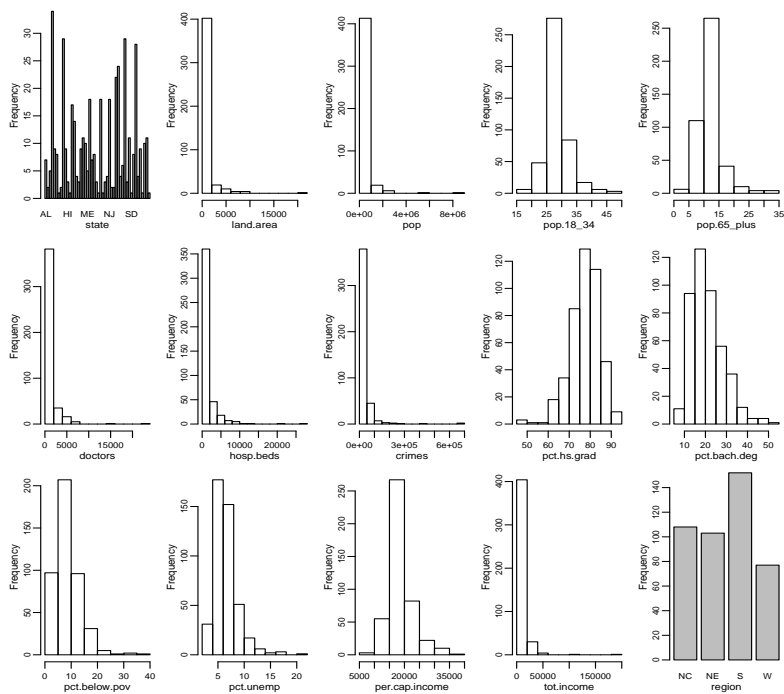 Frequency
0 5 10 15 20 25 30
AL HI ME NJ SD
state
Frequency
0 100 200 300 400
0 5000 20000
land.area
Frequency
0 100 200 300 400
0e+00 4e+06 8e+06
pop
Frequency
0 50 100 150 200 250
15 25 35 45
pop.18_34
Frequency
0 50 100 150 200 250
0 5 15 25 35
pop.65_plus
Frequency
0 100 200 300
0 5000 15000
doctors
Frequency
0 50 100 150 200 250 300 350
0 10000 20000
hosp.beds
Frequency
0 100 200 300
0e+00 3e+05 6e+05
crimes
Frequency
0 20 40 60 80 100 120
50 60 70 80 90
pct.hs.grad
Frequency
0 20 40 60 80 100 120
10 20 30 40 50
pct.bach.deg
Frequency
0 50 100 150 200
0 10 20 30 40
pct.below.pov
Frequency
0 50 100 150
5 10 15 20
pct.unemp
Frequency
0 50 100 150 200 250
5000 20000 35000
per.cap.income
Frequency
0 100 200 300 400
0 50000 150000
tot.income
Frequency
0 20 40 60 80 100 120 140
NC NE S W
region